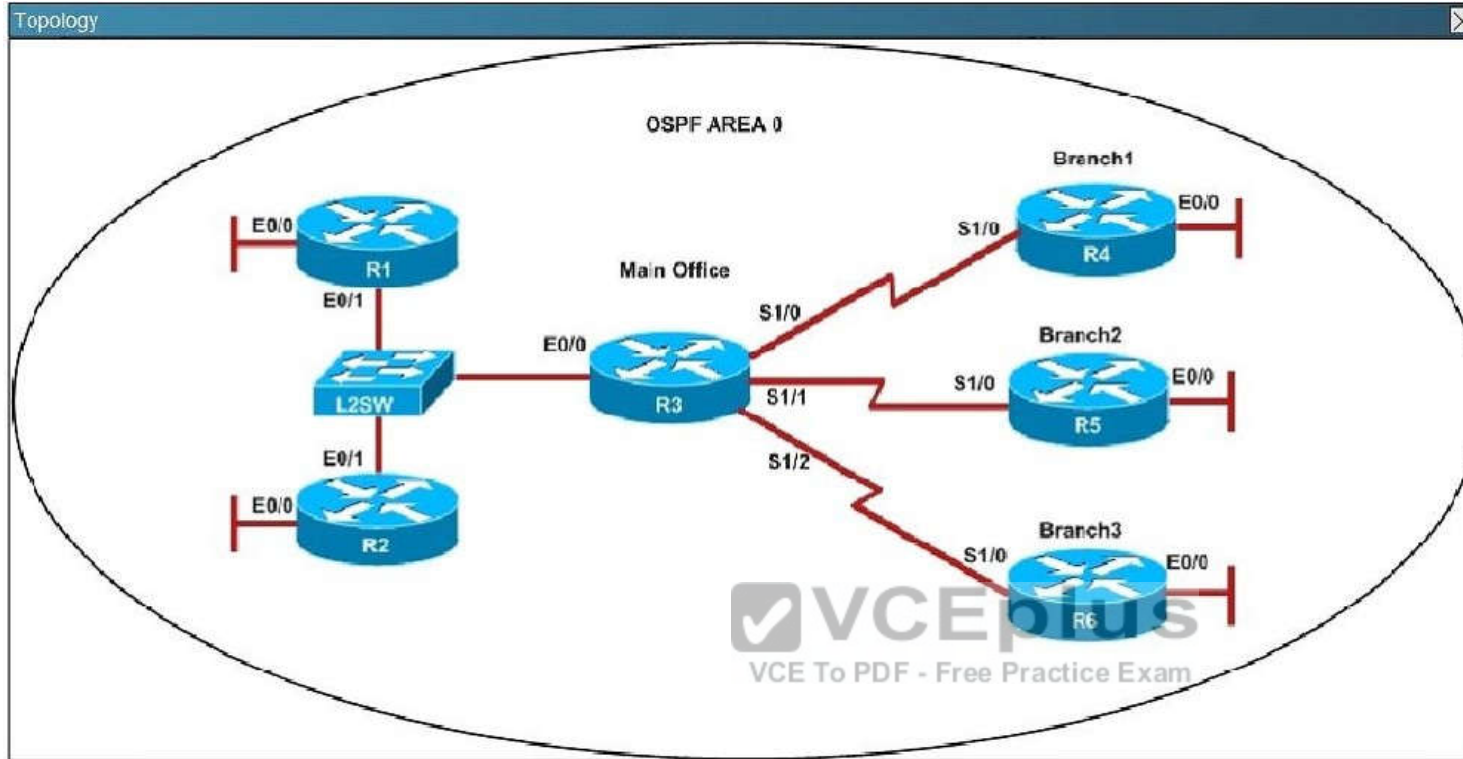 Topology
OSPF AREA 0
Branch1
E0/0
S1/0
R4
E0/0
R1
E0/1
Main Office
S1/0
E0/0
R3
S1/1
S1/2
L2SW
Branch2
S1/0
E0/0
R5
E0/1
E0/0
R2
Branch3
S1/0
E0/0
R6
VCEplus
VCE To PDF - Free Practice Exam